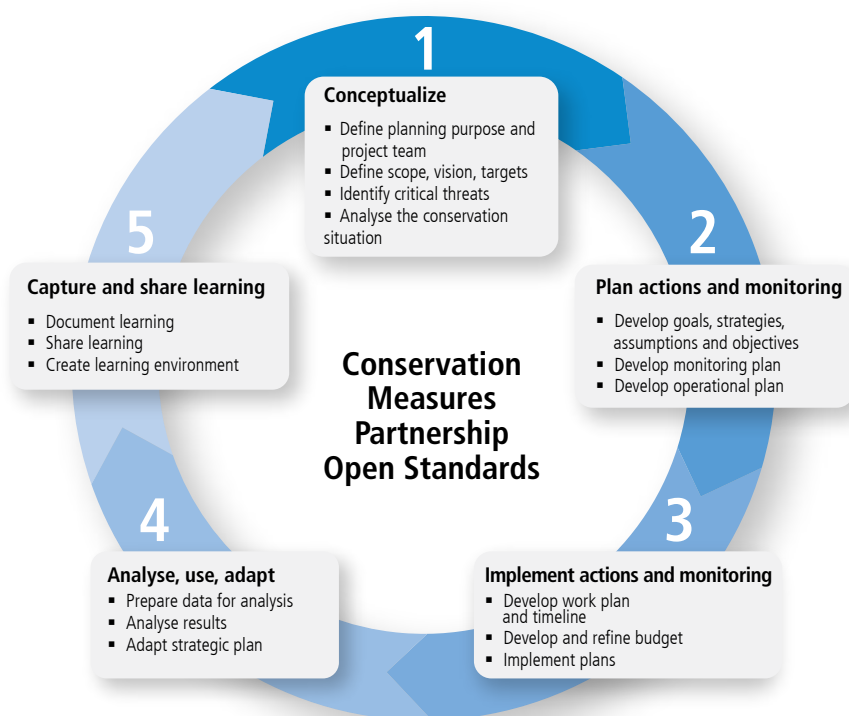 1
Conceptualize
▪ Define planning purpose and
project team
▪ Define scope, vision, targets
▪ Identify critical threats
▪ Analyse the conservation
situation
2
Plan actions and monitoring
▪ Develop goals, strategies,
assumptions and objectives
▪ Develop monitoring plan
▪ Develop operational plan
3
Implement actions and monitoring
▪ Develop work plan
and timeline
▪ Develop and refine budget
▪ Implement plans
4
Analyse, use, adapt
▪ Prepare data for analysis
▪ Analyse results
▪ Adapt strategic plan
5
Capture and share learning
▪ Document learning
▪ Share learning
▪ Create learning environment
Conservation
Measures
Partnership
Open Standards